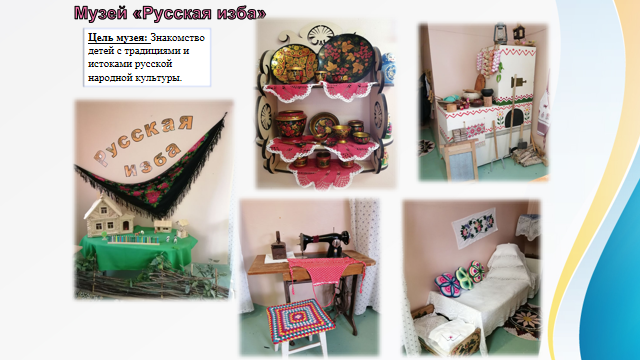 Музей «Русская изба»
Цель музея: Знакомство
детей с традициями и
истоками русской
народной культуры.
Русская
изба